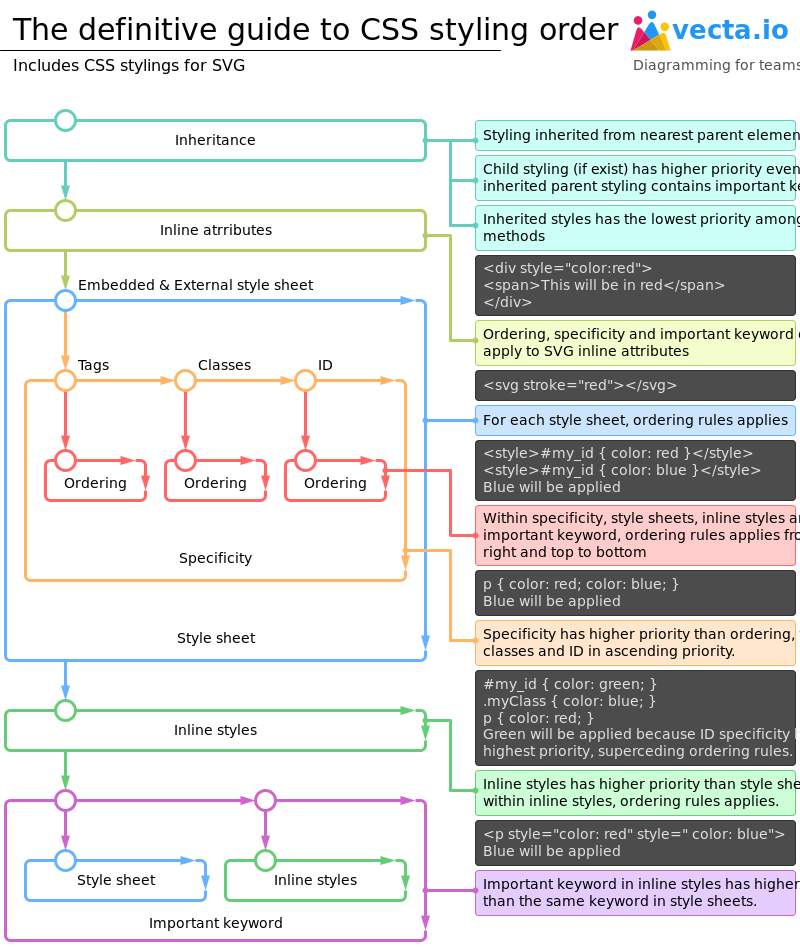 The definitive guide to CSS styling order
vecta.io
Includes CSS stylings for SVG
Diagramming for teams
Inheritance
Styling inherited from nearest parent elemen
Child styling (if exist) has higher priority even
inherited parent styling contains important ke
Inherited styles has the lowest priority among
methods
Inline atrributes
<div style="color:red">
<span>This will be in red</span>
</div>
Ordering, specificity and important keyword
apply to SVG inline attributes
<svg stroke="red"></svg>
Embedded & External style sheet
Tags
Classes
ID
Ordering
Ordering
Ordering
Specificity
Style sheet
For each style sheet, ordering rules applies
<style>#my_id { color: red }</style>
<style>#my_id { color: blue }</style>
Blue will be applied
Within specificity, style sheets, inline styles a
important keyword, ordering rules applies fro
right and top to bottom
p { color: red; color: blue; }
Blue will be applied
Specificity has higher priority than ordering,
classes and ID in ascending priority.
#my_id { color: green; }
.myClass { color: blue; }
p { color: red; }
Green will be applied because ID specificity
highest priority, superceding ordering rules.
Inline styles
Inline styles has higher priority than style she
within inline styles, ordering rules applies.
<p style="color: red" style=" color: blue">
Blue will be applied
Style sheet
Inline styles
Important keyword
Important keyword in inline styles has higher
than the same keyword in style sheets.